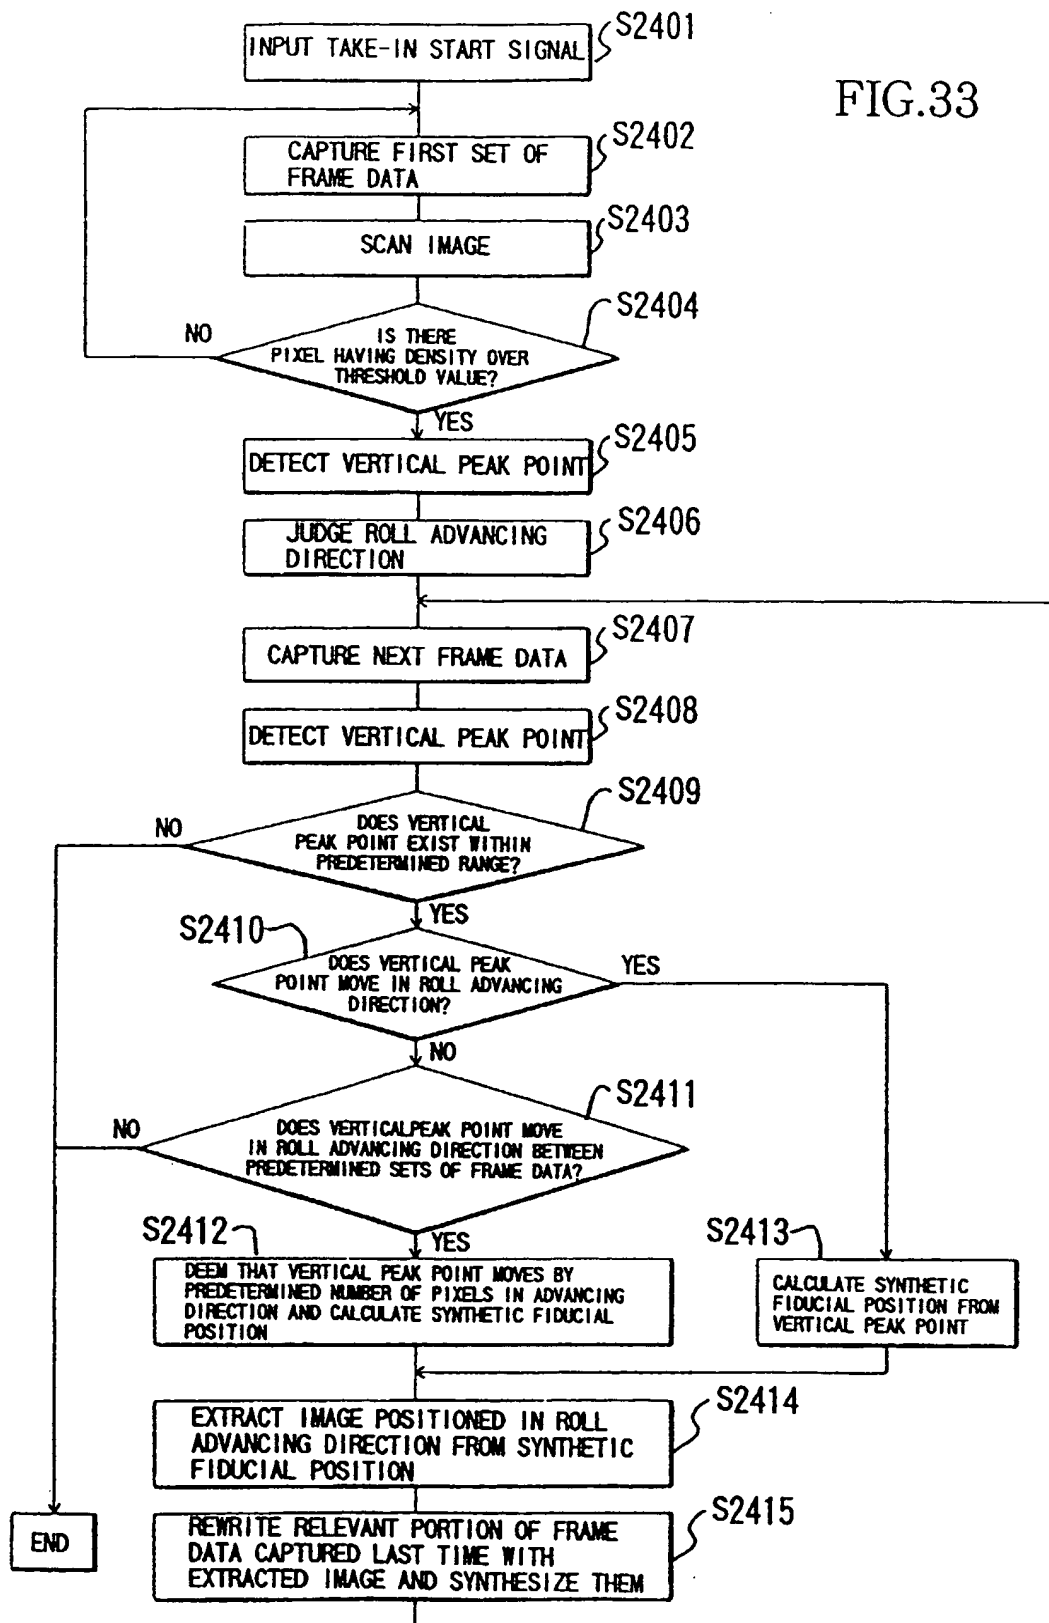 S2401
INPUT TAKE-IN START SIGNAL
FIG.33
S2402
CAPTURE FIRST SET OF
FRAME DATA
S2403
SCAN IMAGE
S2404
NO
IS THERE
PIXEL HAVING DENSITY OVER
THRESHOLD VALUE?
YES
S2405
DETECT VERTICAL PEAK POINT
S2406
JUDGE ROLL ADVANCING
DIRECTION
S2407
CAPTURE NEXT FRAME DATA
S2408
DETECT VERTICAL PEAK POINT
S2409
NO
DOES VERTICAL
PEAK POINT EXIST WITHIN
PREDETERMINED RANGE?
YES
S2410
DOES VERTICAL PEAK
POINT MOVE IN ROLL ADVANCING
DIRECTION?
YES
NO
S2411
NO
DOES VERTICALPEAK POINT MOVE
IN ROLL ADVANCING DIRECTION BETWEEN
PREDETERMINED SETS OF FRAME DATA?
YES
S2412
DEEM THAT VERTICAL PEAK POINT MOVES BY
PREDETERMINED NUMBER OF PIXELS IN ADVANCING
DIRECTION AND CALCULATE SYNTHETIC FIDUCIAL
POSITION
S2413
CALCULATE SYNTHETIC
FIDUCIAL POSITION FROM
VERTICAL PEAK POINT
S2414
EXTRACT IMAGE POSITIONED IN ROLL
ADVANCING DIRECTION FROM SYNTHETIC
FIDUCIAL POSITION
S2415
REWRITE RELEVANT PORTION OF FRAME
DATA CAPTURED LAST TIME WITH
EXTRACTED IMAGE AND SYNTHESIZE THEM
END